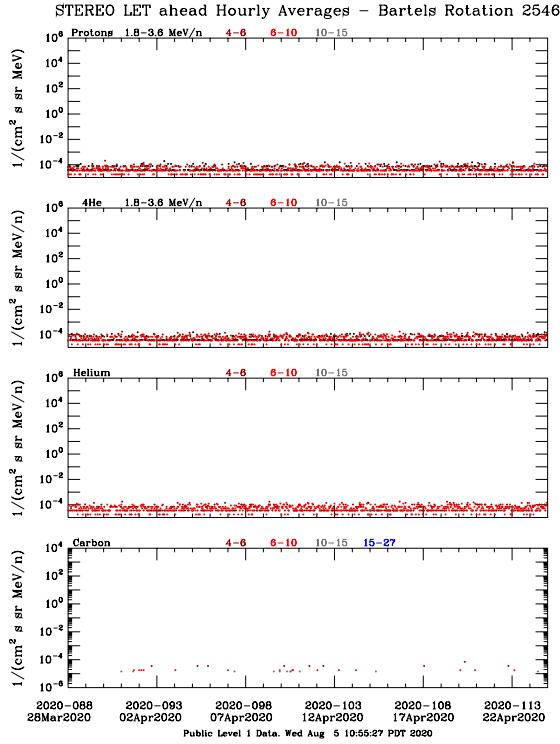 STEREO LET ahead Hourly Averages - Bartels Rotation 2546
Protons 1.8-3.6 MeV/n 4-6 6-10 10-15
10^6
10^4
10^2
10^0
10^-2
10^-4
1/(cm^2 s sr MeV)
4He 1.8-3.6 MeV/n 4-6 6-10 10-15
10^6
10^4
10^2
10^0
10^-2
10^-4
1/(cm^2 s sr MeV/n)
Helium 4-6 6-10 10-15
10^6
10^4
10^2
10^0
10^-2
10^-4
1/(cm^2 s sr MeV/n)
Carbon 4-6 6-10 10-15 15-27
10^4
10^2
10^0
10^-2
10^-4
10^-6
1/(cm^2 s sr MeV/n)
2020-088 2020-093 2020-098 2020-103 2020-108 2020-113
28Mar2020 02Apr2020 07Apr2020 12Apr2020 17Apr2020 22Apr2020
Public Level 1 Data. Wed Aug 5 10:55:27 PDT 2020